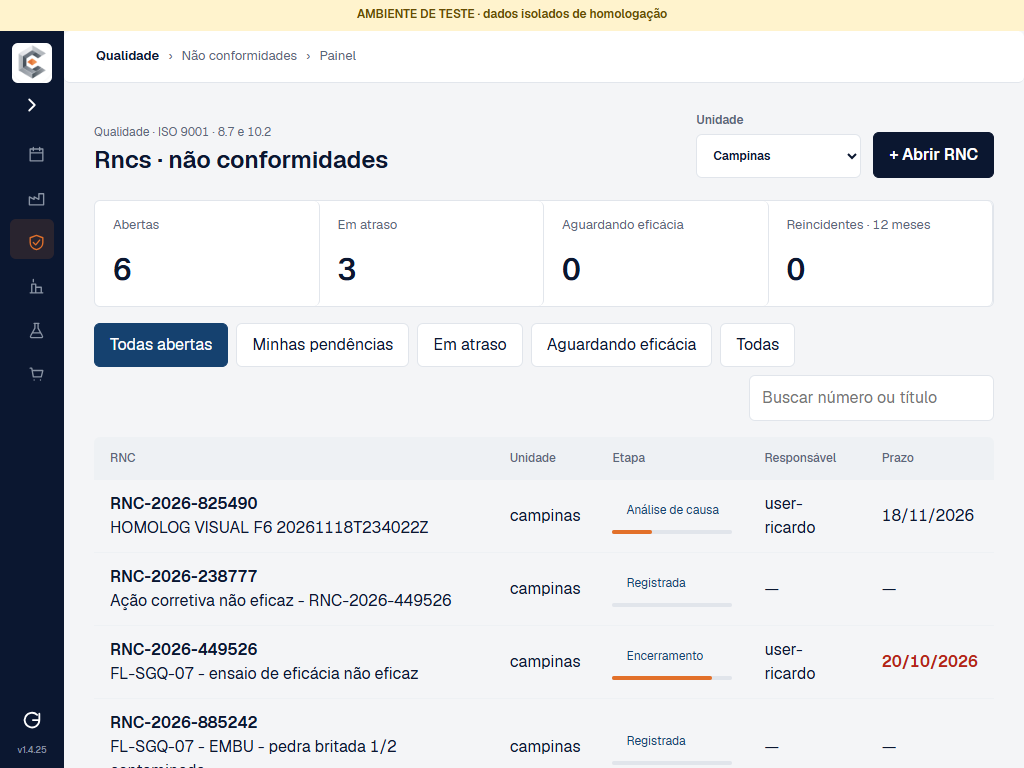 AMBIENTE DE TESTE · dados isolados de homologação
Qualidade › Não conformidades › Painel
Qualidade · ISO 9001 · 8.7 e 10.2
Rncs · não conformidades
Unidade
Campinas
+ Abrir RNC
Abertas
6
Em atraso
3
Aguardando eficácia
0
Reincidentes · 12 meses
0
Todas abertas
Minhas pendências
Em atraso
Aguardando eficácia
Todas
Buscar número ou título
RNC Unidade Etapa Responsável Prazo
RNC-2026-825490
HOMOLOG VISUAL F6 20261118T234022Z
campinas
Análise de causa
user-
ricardo
18/11/2026
RNC-2026-238777
Ação corretiva não eficaz - RNC-2026-449526
campinas
Registrada
—
—
RNC-2026-449526
FL-SGQ-07 - ensaio de eficácia não eficaz
campinas
Encerramento
user-
ricardo
20/10/2026
RNC-2026-885242
FL-SGQ-07 - EMBU - pedra britada 1/2
campinas
Registrada
—
—
v1.4.25